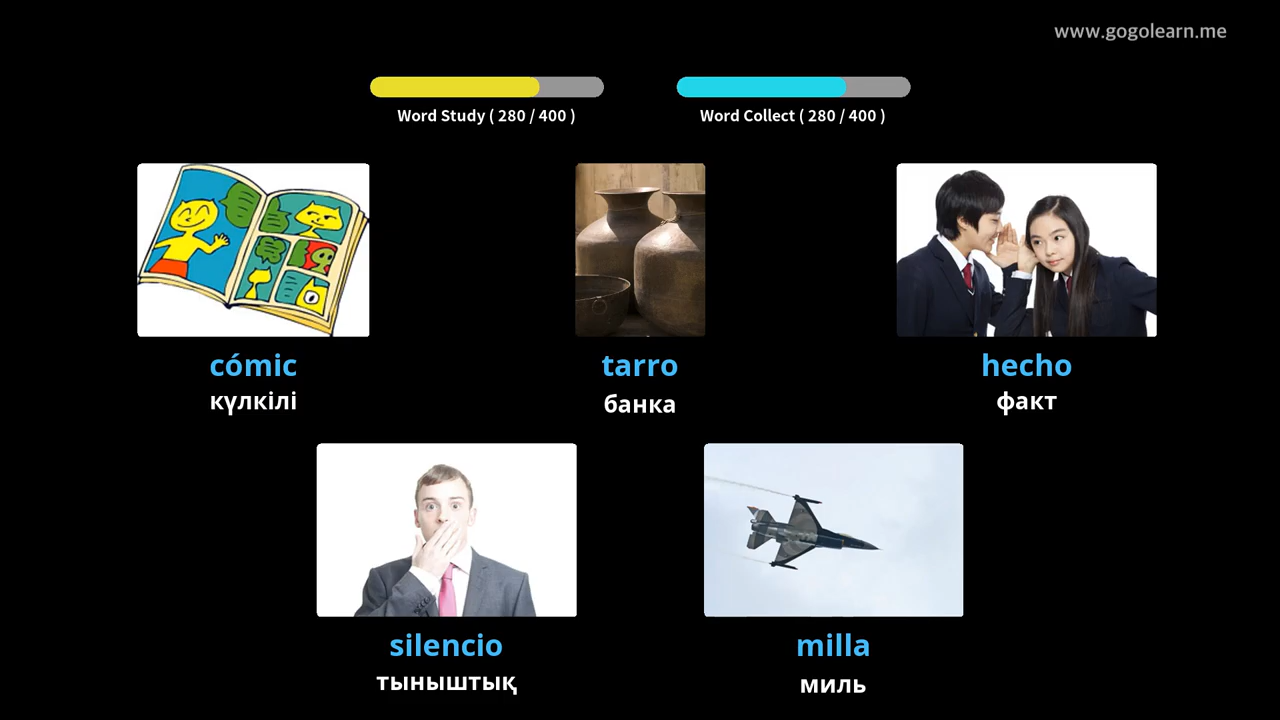 www.gogolearn.me
Word Study ( 280 / 400 )
Word Collect ( 280 / 400 )
cómic
күлкілі
tarro
банка
hecho
факт
silencio
тыныштық
milla
миль